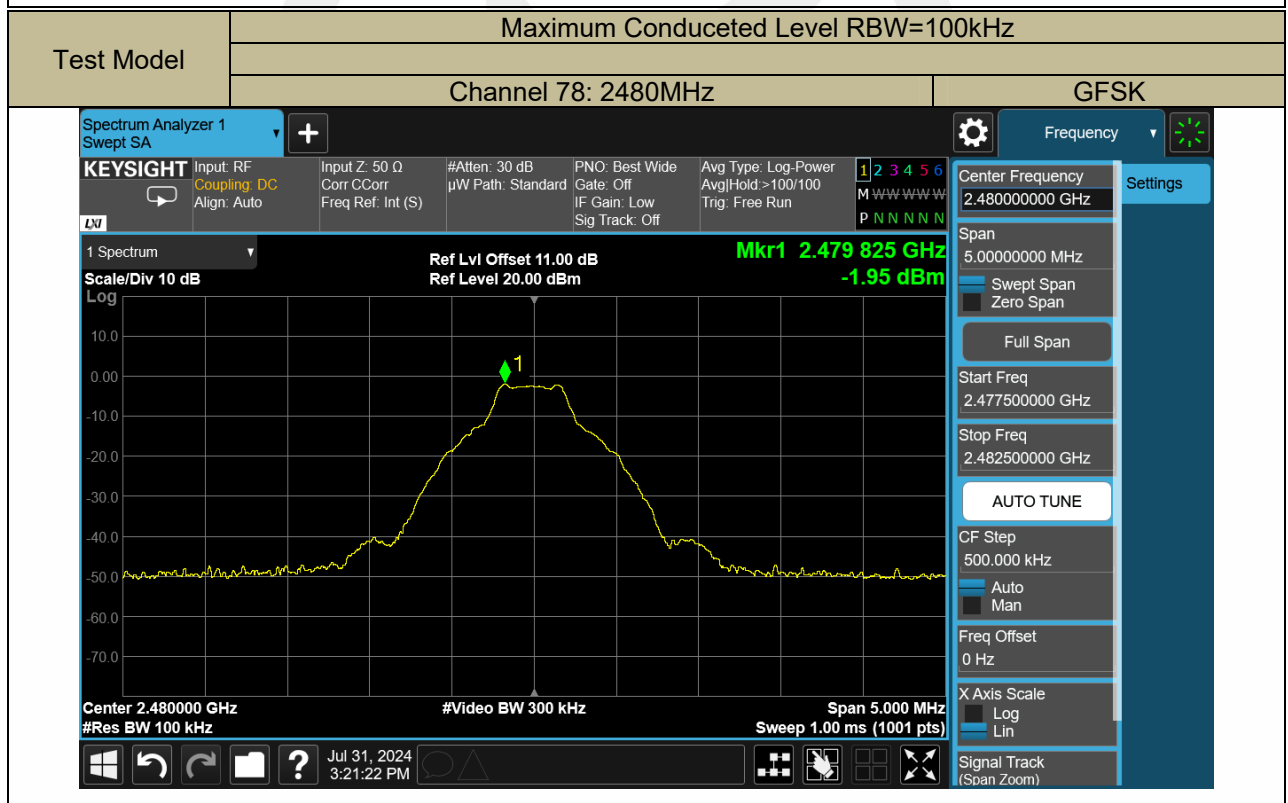 Test Model
Maximum Conduceted Level RBW=100kHz
Channel 78: 2480MHz
GFSK
Spectrum Analyzer 1
Swept SA
+
Frequency
KEYSIGHT
LXI
Input: RF
Coupling: DC
Align: Auto
Input Z: 50 Ω
Corr CCorr
Freq Ref: Int (S)
#Atten: 30 dB
µW Path: Standard
PNO: Best Wide
Gate: Off
IF Gain: Low
Sig Track: Off
Avg Type: Log-Power
Avg|Hold:>100/100
Trig: Free Run
1 2 3 4 5 6
M W W W W W
P N N N N N
Center Frequency
2.480000000 GHz
Settings
Span
5.00000000 MHz
Swept Span
Zero Span
Full Span
Start Freq
2.477500000 GHz
Stop Freq
2.482500000 GHz
AUTO TUNE
CF Step
500.000 kHz
Auto
Man
Freq Offset
0 Hz
X Axis Scale
Log
Lin
Signal Track
(Span Zoom)
1 Spectrum
Scale/Div 10 dB
Log
Ref Lvl Offset 11.00 dB
Ref Level 20.00 dBm
Mkr1 2.479 825 GHz
-1.95 dBm
1
10.0
0.00
-10.0
-20.0
-30.0
-40.0
-50.0
-60.0
-70.0
Center 2.480000 GHz
#Res BW 100 kHz
#Video BW 300 kHz
Span 5.000 MHz
Sweep 1.00 ms (1001 pts)
?
Jul 31, 2024
3:21:22 PM